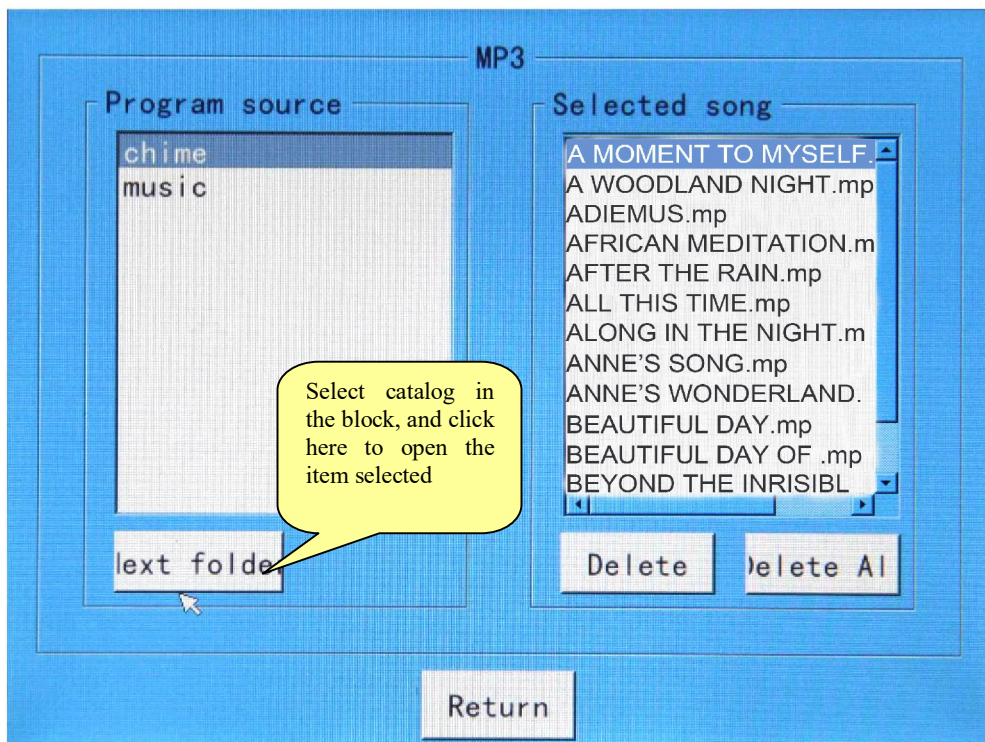 MP3
Program source
chime
music
Select catalog in
the block, and click
here to open the
item selected
lext folder
Selected song
A MOMENT TO MYSELF.
A WOODLAND NIGHT.mp
ADIEMUS.mp
AFRICAN MEDITATION.m
AFTER THE RAIN.mp
ALL THIS TIME.mp
ALONG IN THE NIGHT.m
ANNE'S SONG.mp
ANNE'S WONDERLAND.
BEAUTIFUL DAY.mp
BEAUTIFUL DAY OF .mp
BEYOND THE INRISIBL
Delete
Delete Al
Return